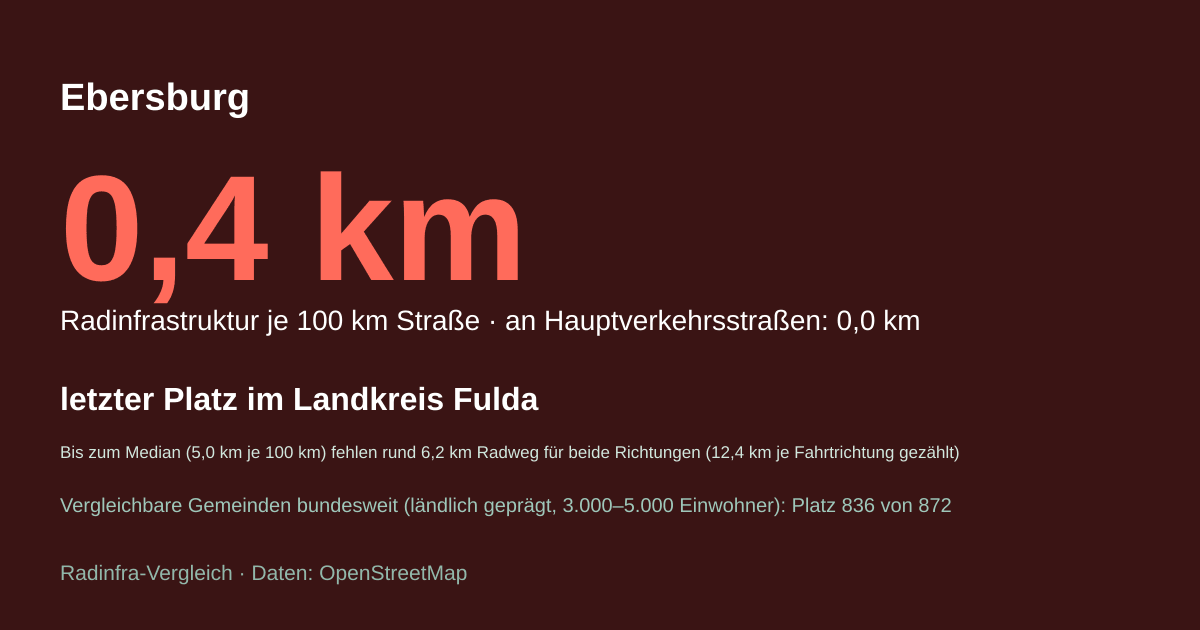 Ebersburg
0,4 km
Radinfrastruktur je 100 km Straße · an Hauptverkehrsstraßen: 0,0 km
letzter Platz im Landkreis Fulda
Bis zum Median (5,0 km je 100 km) fehlen rund 6,2 km Radweg für beide Richtungen (12,4 km je Fahrtrichtung gezählt)
Vergleichbare Gemeinden bundesweit (ländlich geprägt, 3.000–5.000 Einwohner): Platz 836 von 872
Radinfra-Vergleich · Daten: OpenStreetMap